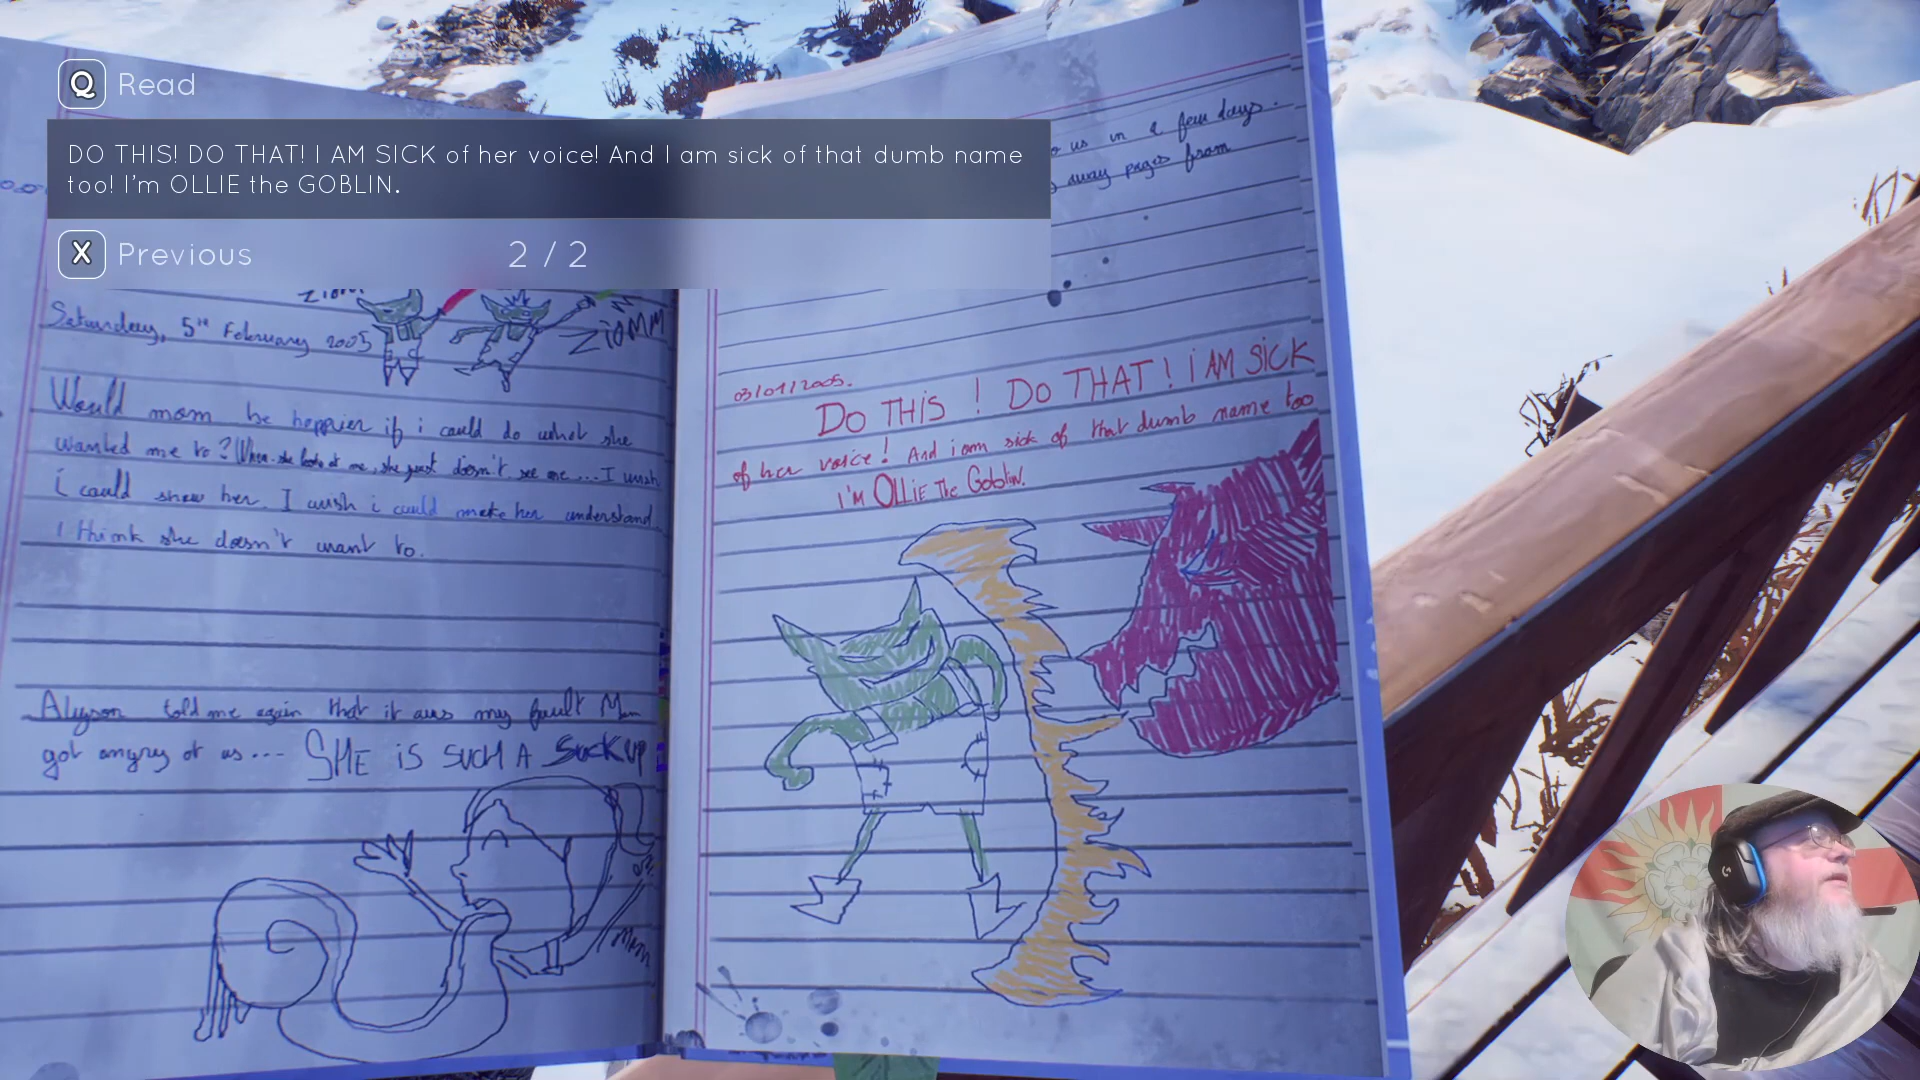 Q Read
DO THIS! DO THAT! I AM SICK of her voice! And I am sick of that dumb name
too! I'm OLLIE the GOBLIN.
X Previous 2 / 2
Saturday, 5th February 2005
ZiOMM
Would mom be happier if i could do what she
wanted me to? When she looks at me, she just doesn't see me... I wish
i could show her. I wish i could make her understand
I think she doesn't want to.
Alyson told me again that it was my fault Mom
got angry at us... SHE iS SUCH A SuckUP
us in a few days.
away pages from
03/01/2005.
DO THIS! DO THAT! I AM SiCK
of her voice! And i am sick of that dumb name too
I'M OLLiE The Goblin!